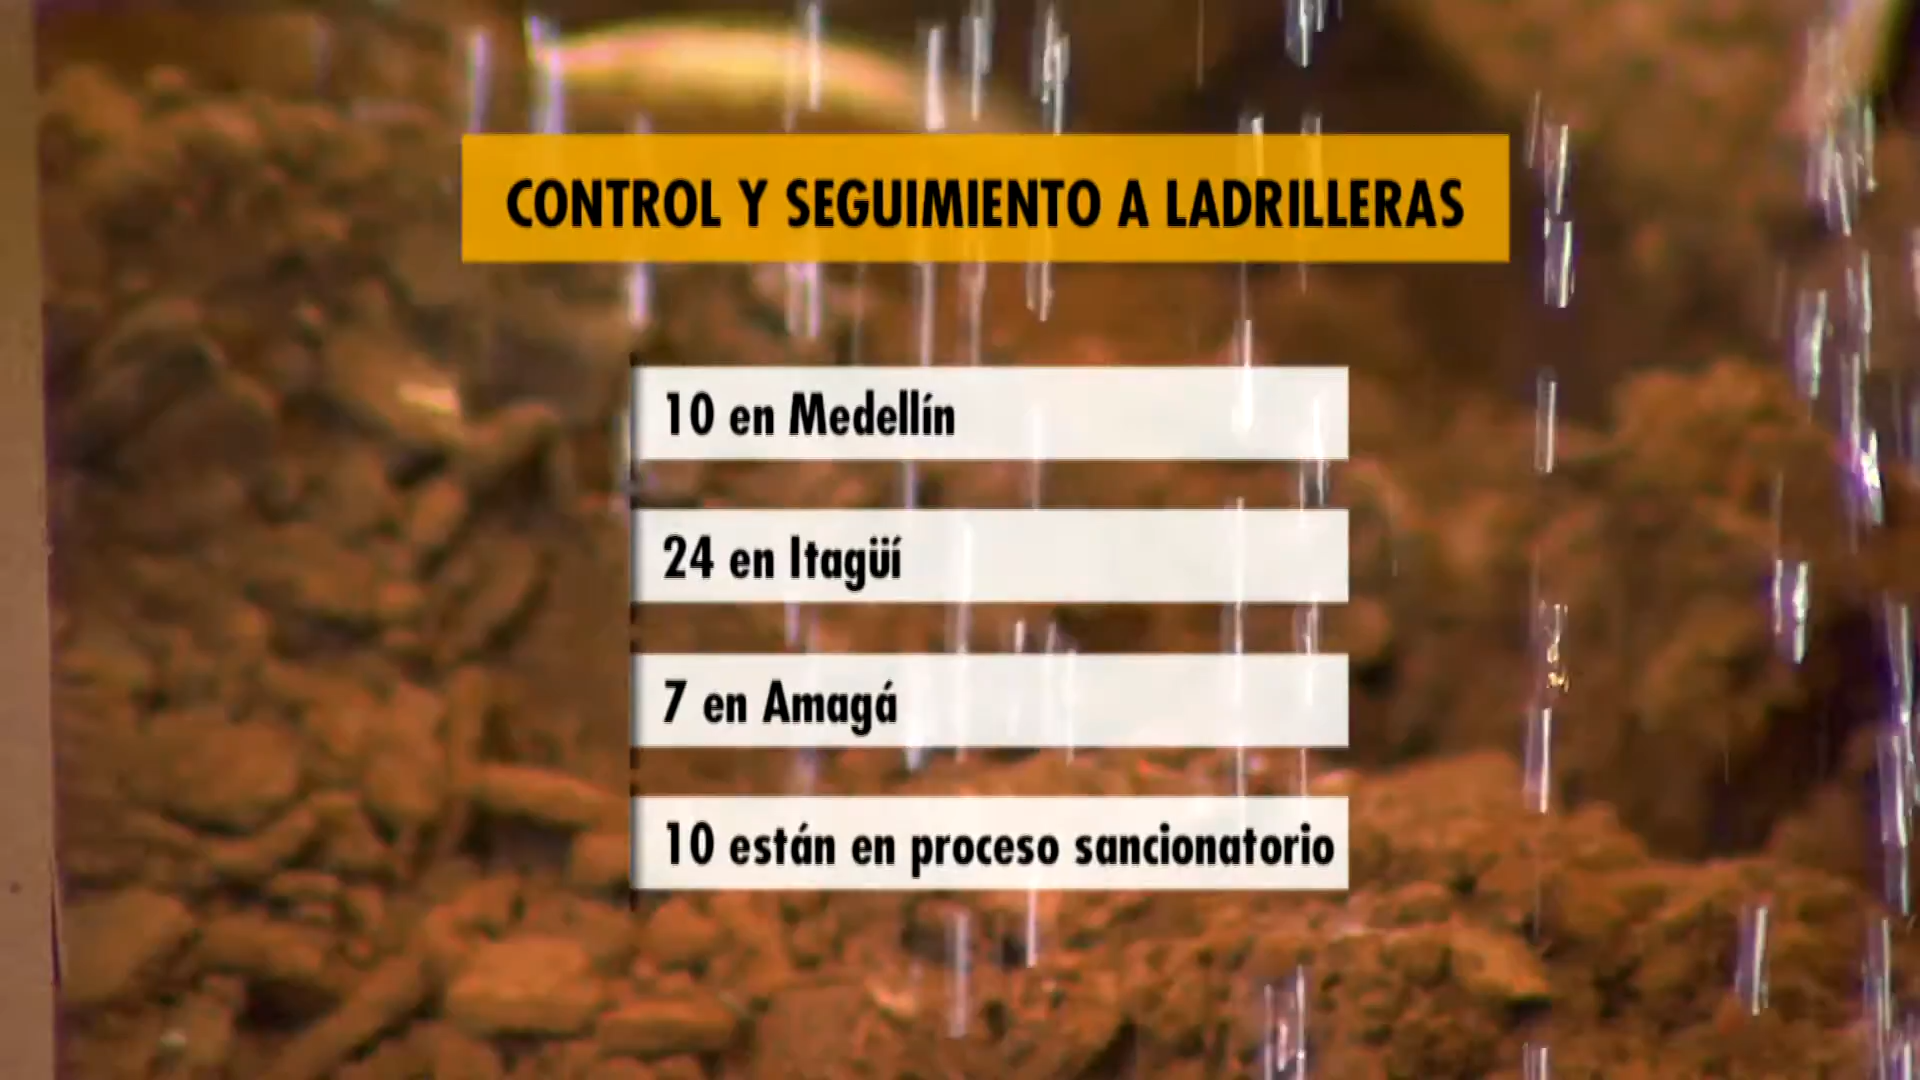 CONTROL Y SEGUIMIENTO A LADRILLERAS
10 en Medellín
24 en Itagüí
7 en Amagá
10 están en proceso sancionatorio